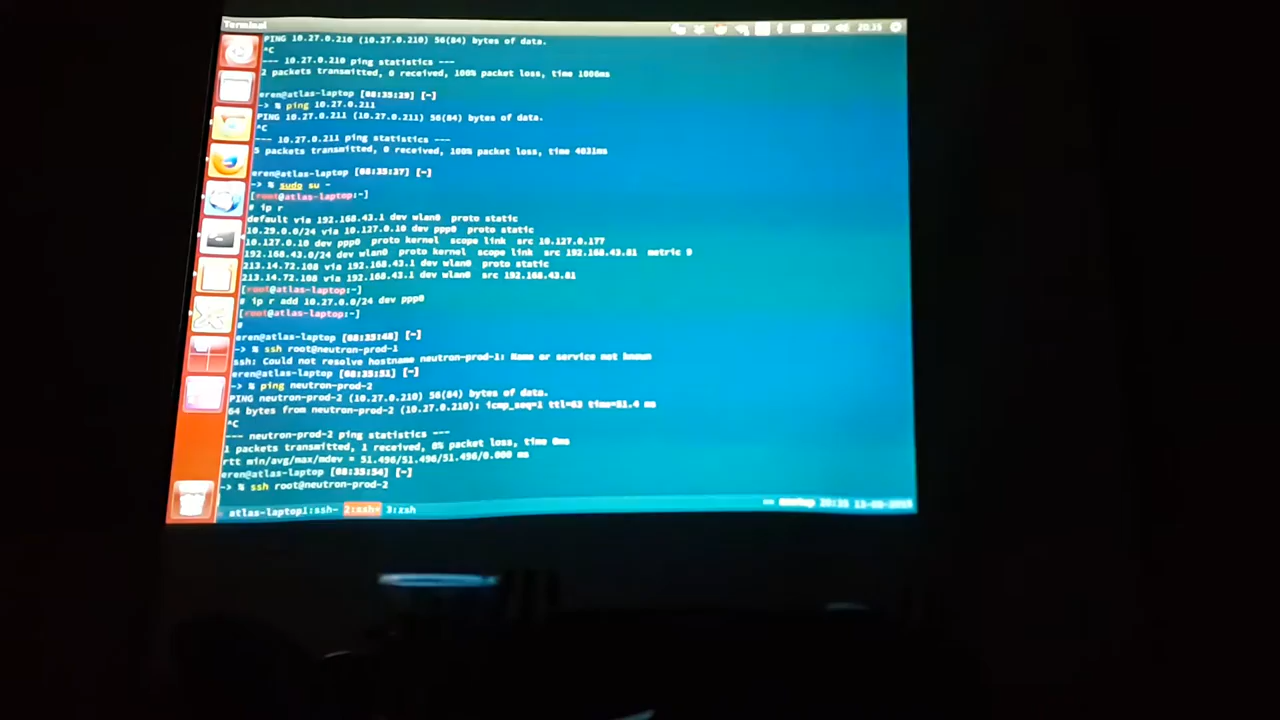 Terminal
20:35
PING 10.27.0.210 (10.27.0.210) 56(84) bytes of data.
^C
--- 10.27.0.210 ping statistics ---
2 packets transmitted, 0 received, 100% packet loss, time 1006ms
eren@atlas-laptop [08:35:29] [~]
-> % ping 10.27.0.211
PING 10.27.0.211 (10.27.0.211) 56(84) bytes of data.
^C
--- 10.27.0.211 ping statistics ---
5 packets transmitted, 0 received, 100% packet loss, time 4031ms
eren@atlas-laptop [08:35:37] [~]
-> % sudo su -
[root@atlas-laptop:~]
# ip r
default via 192.168.43.1 dev wlan0 proto static
10.29.0.0/24 via 10.127.0.10 dev ppp0 proto static
10.127.0.10 dev ppp0 proto kernel scope link src 10.127.0.177
192.168.43.0/24 dev wlan0 proto kernel scope link src 192.168.43.81 metric 9
213.14.72.108 via 192.168.43.1 dev wlan0 proto static
213.14.72.108 via 192.168.43.1 dev wlan0 src 192.168.43.81
[root@atlas-laptop:~]
# ip r add 10.27.0.0/24 dev ppp0
[root@atlas-laptop:~]
#
eren@atlas-laptop [08:35:48] [~]
-> % ssh root@neutron-prod-1
ssh: Could not resolve hostname neutron-prod-1: Name or service not known
eren@atlas-laptop [08:35:51] [~]
-> % ping neutron-prod-2
PING neutron-prod-2 (10.27.0.210) 56(84) bytes of data.
64 bytes from neutron-prod-2 (10.27.0.210): icmp_seq=1 ttl=63 time=51.4 ms
^C
--- neutron-prod-2 ping statistics ---
1 packets transmitted, 1 received, 0% packet loss, time 0ms
rtt min/avg/max/mdev = 51.496/51.496/51.496/0.000 ms
eren@atlas-laptop [08:35:54] [~]
-> % ssh root@neutron-prod-2
atlas-laptop1:ssh- 2:ssh* 3:zsh 20:35